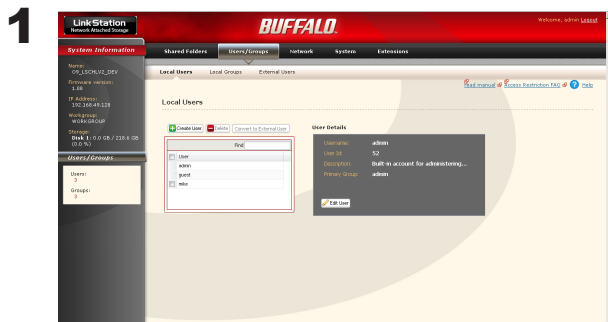 1
LinkStation
Network Attached Storage
BUFFALO
Welcome, admin Logout
System Information
Shared Folders
Users/Groups
Network
System
Extensions
Name:
09_LSCHLV2_DEV
Firmware version:
1.88
IP Address:
192.168.49.126
Workgroup:
WORKGROUP
Storage:
Disk 1: 0.0 GB / 218.6 GB
(0.0 %)
Users/Groups
Users:
3
Groups:
3
Local Users
Local Groups
External Users
Read manual
Access Restriction FAQ
Help
Local Users
Create User
Delete
Convert to External User
Find
User
admin
guest
mike
User Details
Username: admin
User Id: 52
Description: Built-in account for administering...
Primary Group: admin
Edit User